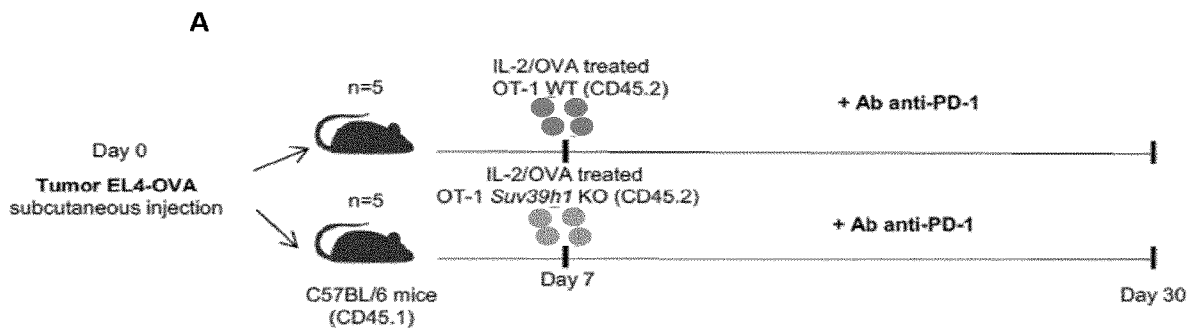 A
n=5
IL-2/OVA treated
OT-1 WT (CD45.2)
+ Ab anti-PD-1
Day 0
Tumor EL4-OVA
subcutaneous injection
n=5
IL-2/OVA treated
OT-1 Suv39h1 KO (CD45.2)
+ Ab anti-PD-1
Day 7
Day 30
C57BL/6 mice
(CD45.1)